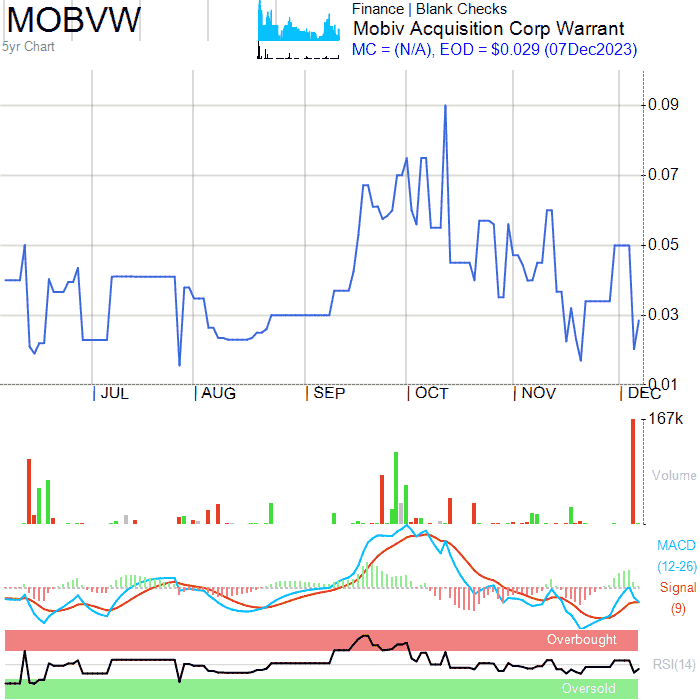 MOBVW
5yr Chart
Finance | Blank Checks
Mobiv Acquisition Corp Warrant
MC = (N/A), EOD = $0.029 (07Dec2023)
0.09
0.07
0.05
0.03
0.01
JUL AUG SEP OCT NOV DEC
167k
Volume
MACD
(12-26)
Signal
(9)
Overbought
RSI(14)
Oversold